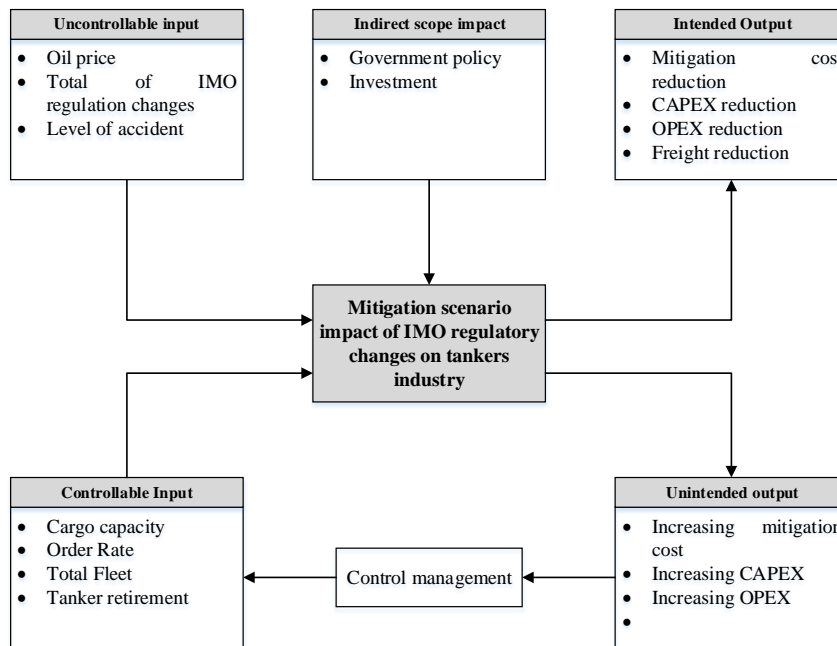 Uncontrollable input
• Oil price
• Total of IMO
regulation changes
• Level of accident
Indirect scope impact
• Government policy
• Investment
Intended Output
• Mitigation cos
reduction
• CAPEX reduction
• OPEX reduction
• Freight reduction
Mitigation scenario
impact of IMO regulatory
changes on tankers
industry
Controllable Input
• Cargo capacity
• Order Rate
• Total Fleet
• Tanker retirement
Control management
Unintended output
• Increasing mitigation
cost
• Increasing CAPEX
• Increasing OPEX
•